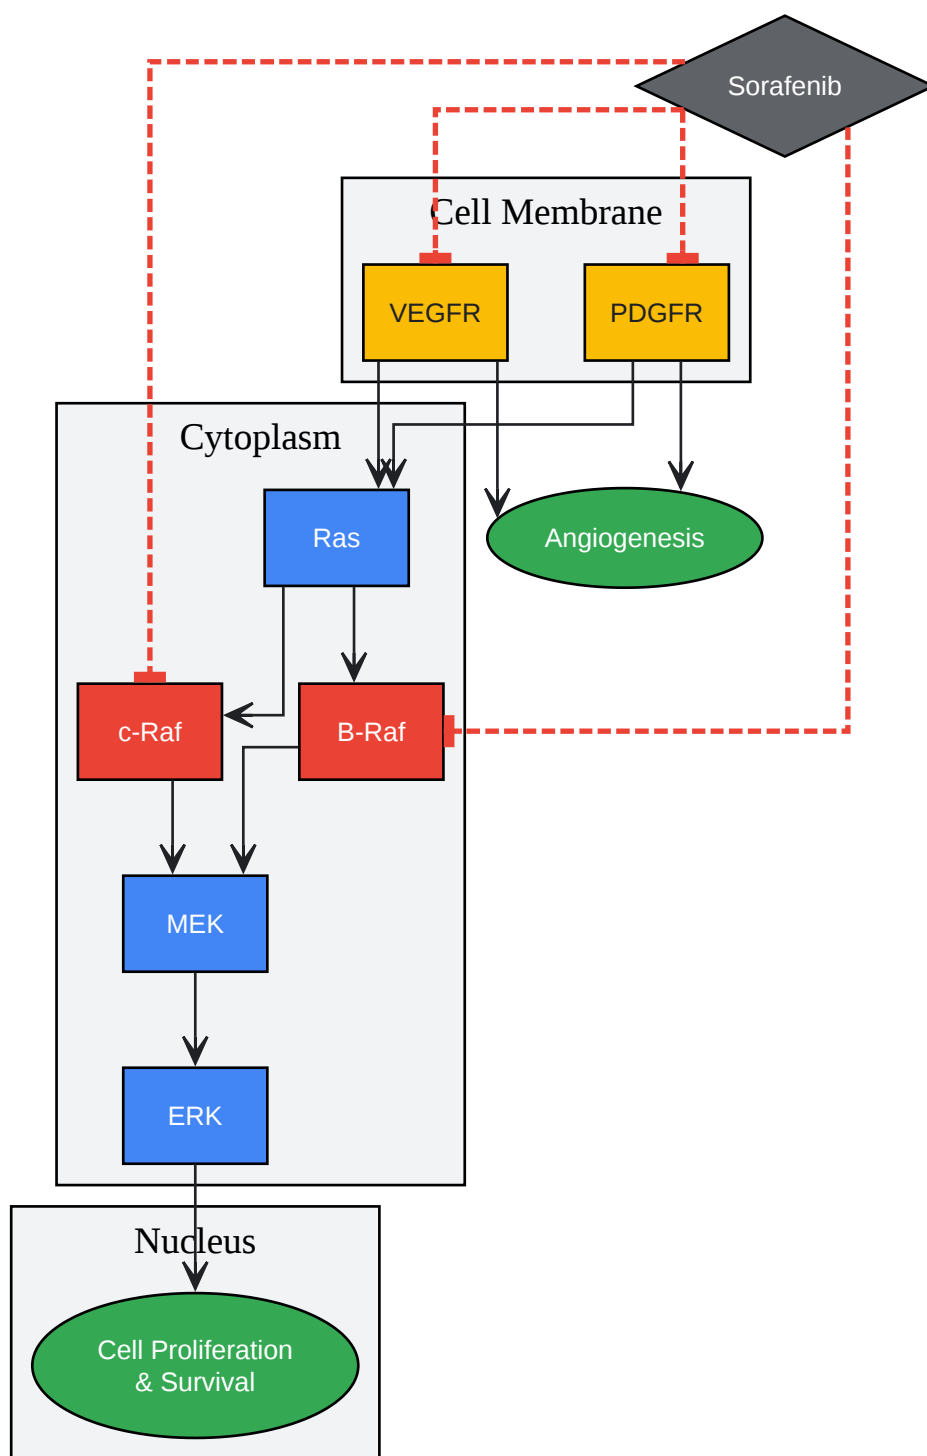 Sorafenib
Cell Membrane
VEGFR
PDGFR
Cytoplasm
Ras
Angiogenesis
c-Raf
B-Raf
MEK
ERK
Nucleus
Cell Proliferation
& Survival